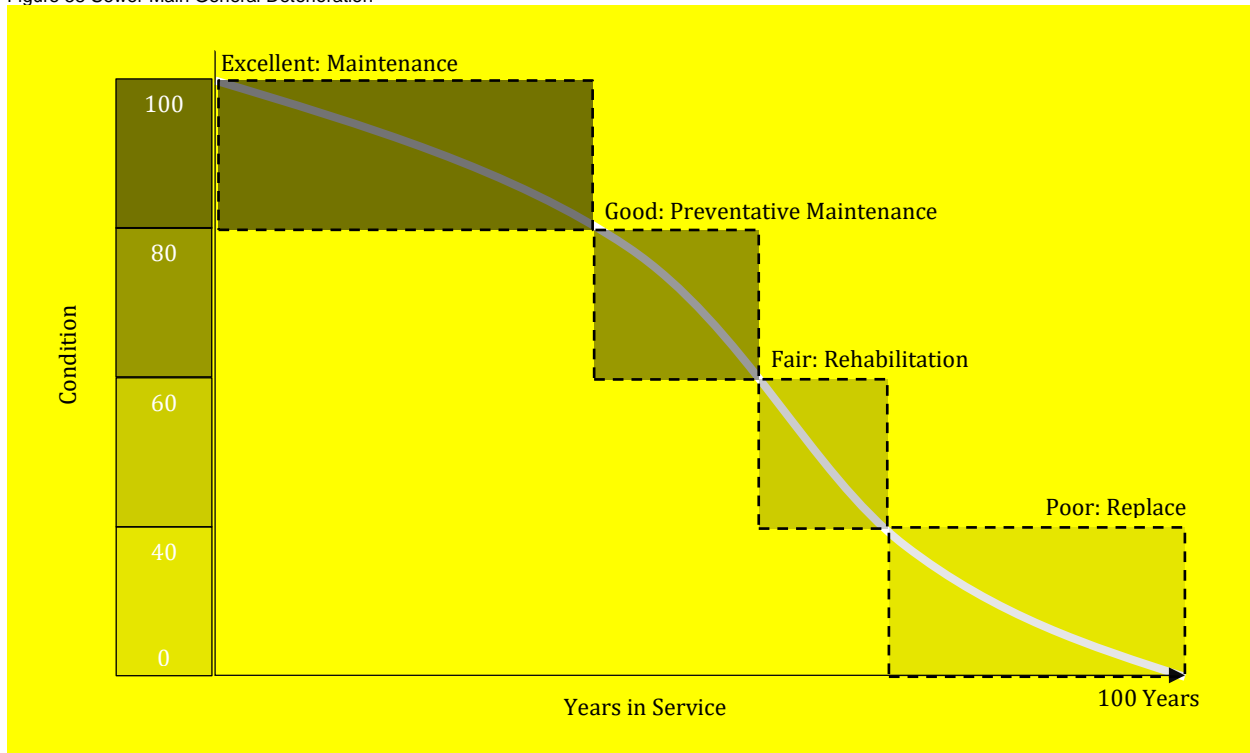 Figure Sewer Main General Deterioration
Excellent: Maintenance
100
Good: Preventative Maintenance
80
Condition
Fair: Rehabilitation
60
Poor: Replace
40
0
100 Years
Years in Service